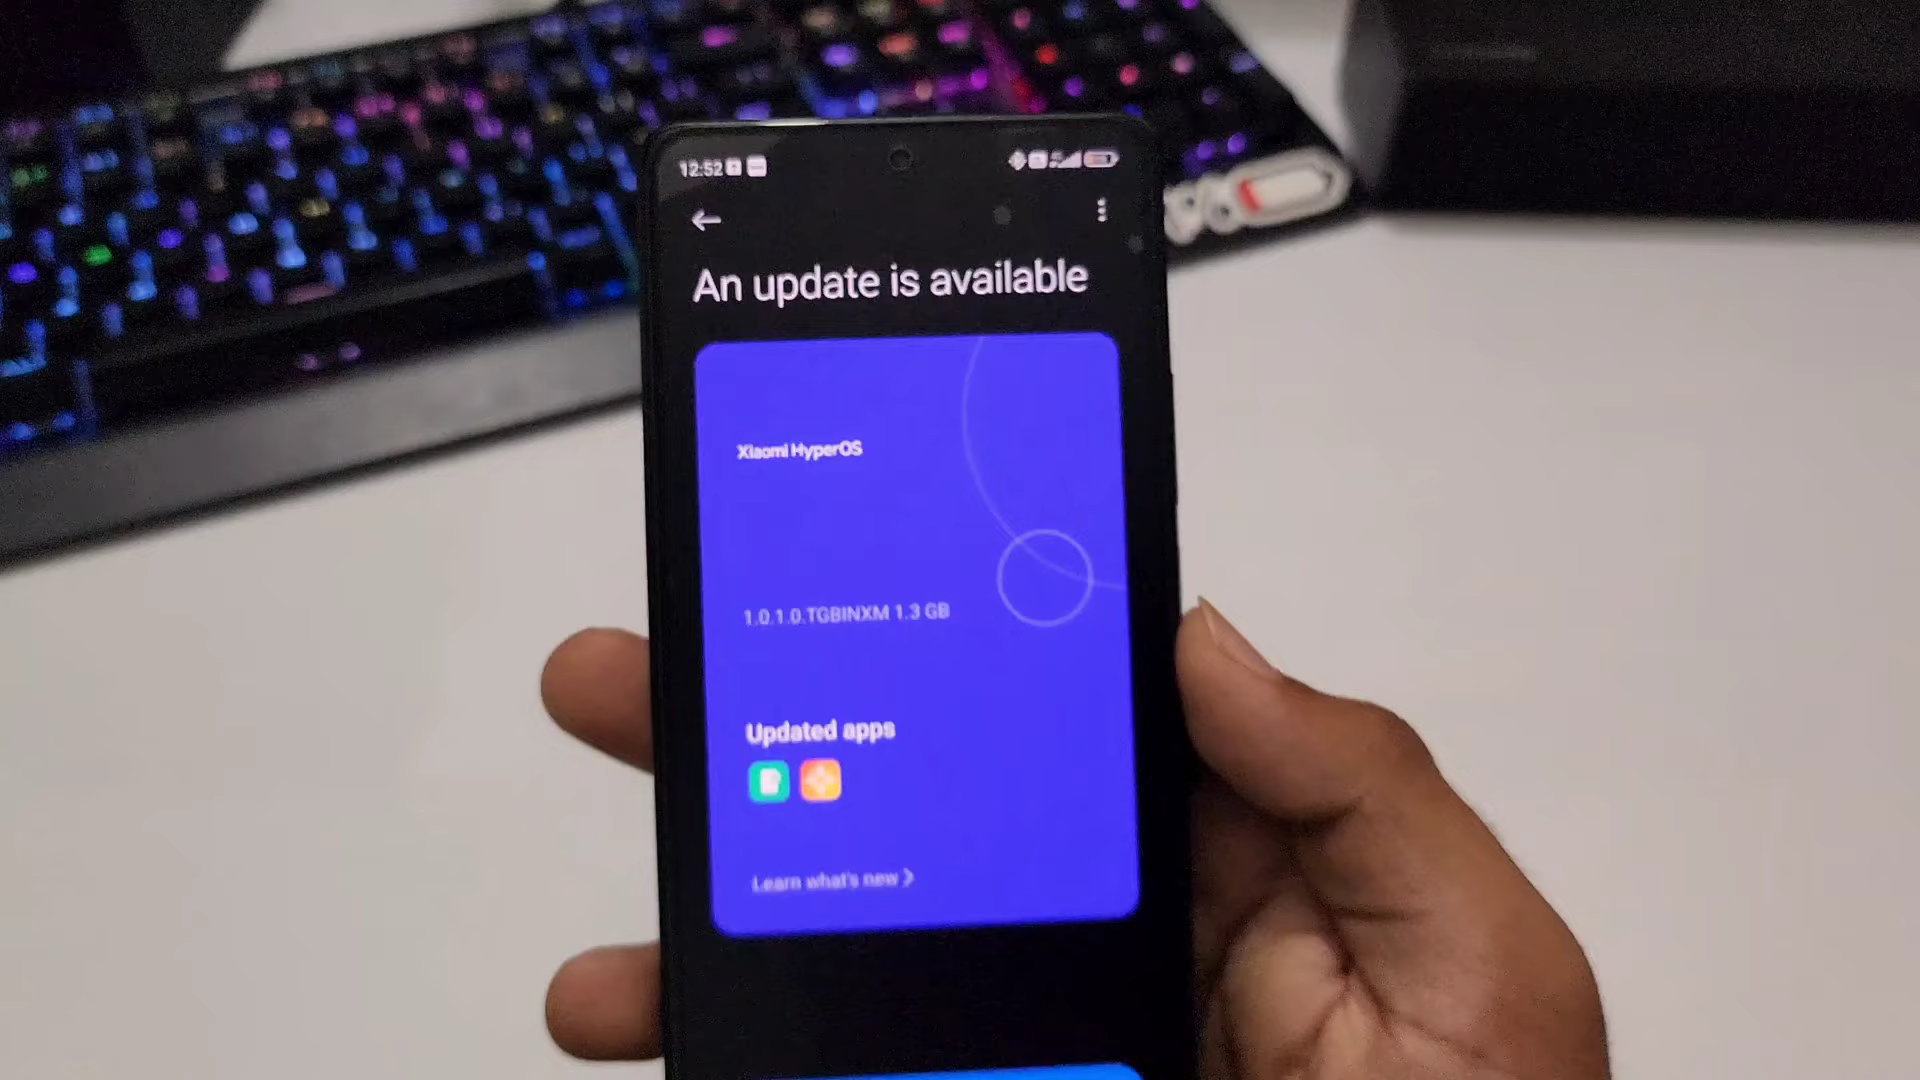 12:52
An update is available
Xiaomi HyperOS
1.0.1.0.TGBINXM 1.3 GB
Updated apps
Learn what's new